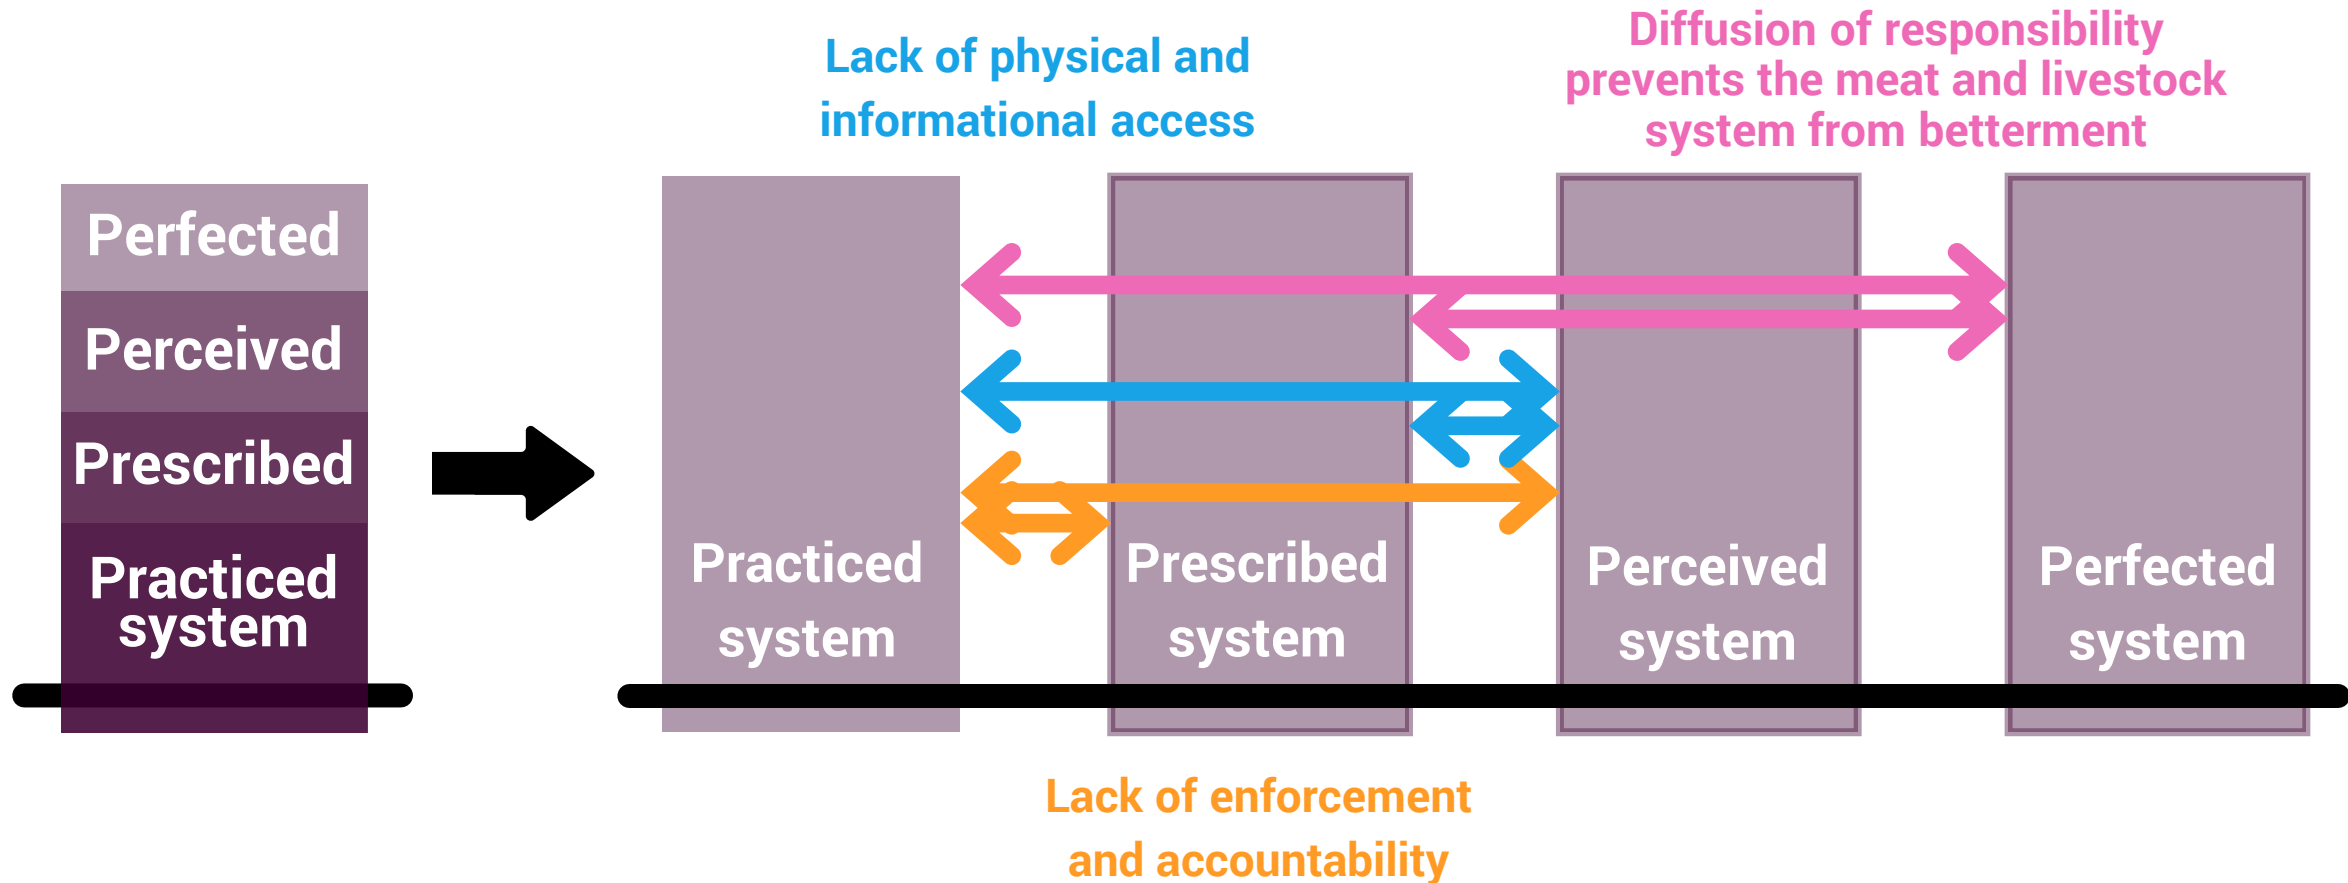 Perfected
Perceived
Prescribed
Practiced
system
Lack of physical and
informational access
Diffusion of responsibility
prevents the meat and livestock
system from betterment
Practiced
system
Prescribed
system
Perceived
system
Perfected
system
Lack of enforcement
and accountability